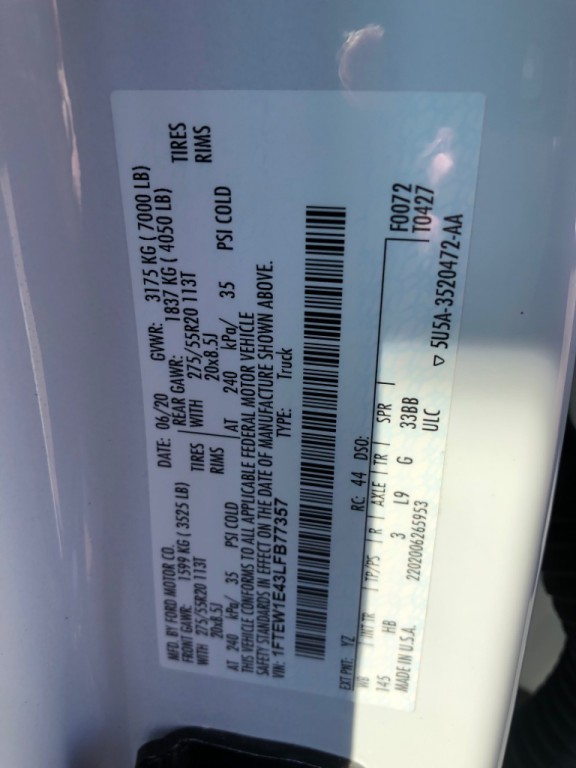 MFD. BY FORD MOTOR CO. DATE: 06/20 GVWR: 3175 KG ( 7000 LB)
FRONT GAWR: 1599 KG ( 3525 LB) REAR GAWR: 1837 KG ( 4050 LB)
WITH 275/55R20 113T TIRES WITH 275/55R20 113T TIRES
20x8.5J RIMS 20x8.5J RIMS
AT 240 kPa/ 35 PSI COLD AT 240 kPa/ 35 PSI COLD
THIS VEHICLE CONFORMS TO ALL APPLICABLE FEDERAL MOTOR VEHICLE
SAFETY STANDARDS IN EFFECT ON THE DATE OF MANUFACTURE SHOWN ABOVE.
VIN: 1FTEW1E43LFB77357 TYPE: Truck
F0072
EXT PNT: YZ RC: 44 DSO: T0427
WB INT TR TP/PS R AXLE TR SPR
145 HB 3 L9 G 33BB
MADE IN U.S.A. 2202006265953 ULC ▽ 5U5A-3520472-AA